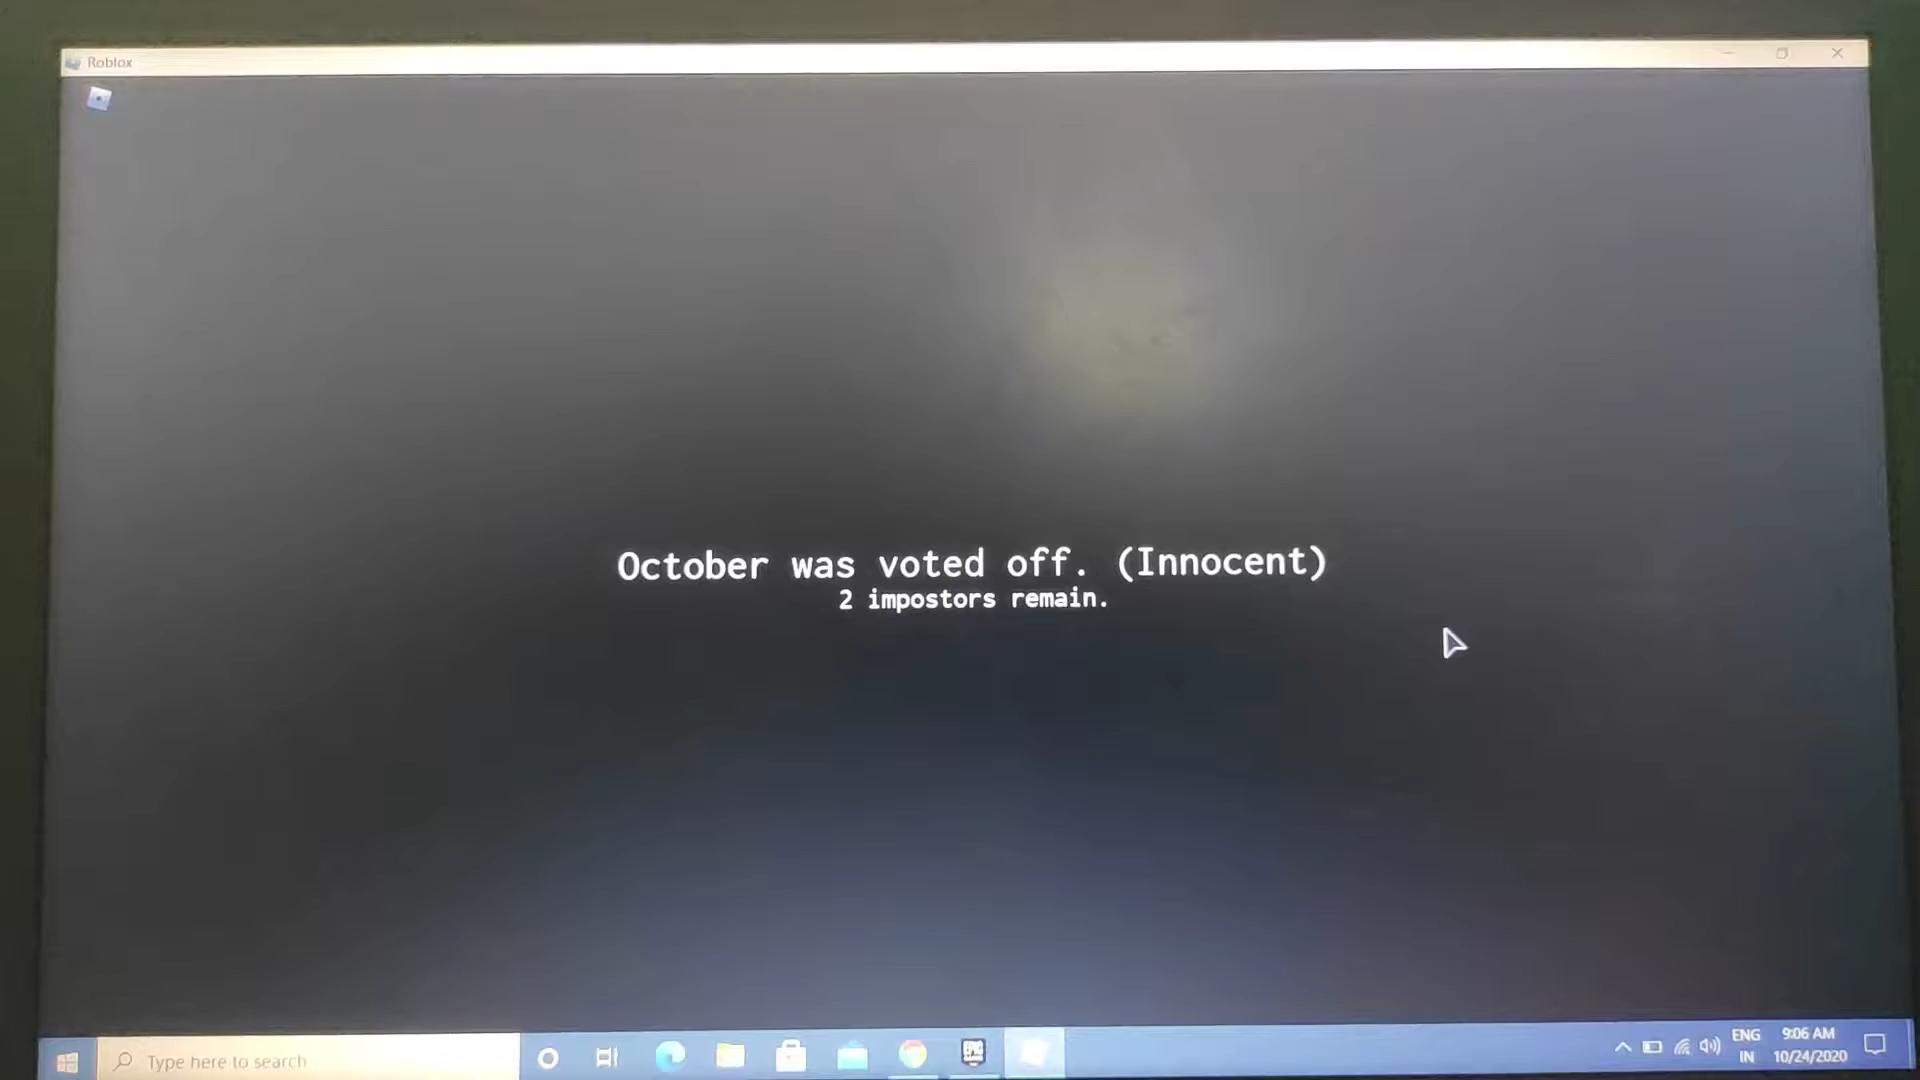 Roblox
October was voted off. (Innocent)
2 impostors remain.
Type here to search
EPIC
ENG
IN
9:06 AM
10/24/2020